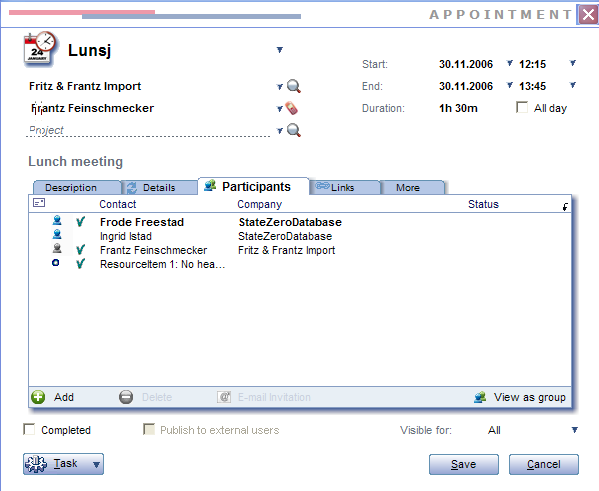 APPOINTMENT
24
JANUARY
Lunsj
Start: 30.11.2006 12:15
Fritz & Frantz Import
End: 30.11.2006 13:45
Frantz Feinschmecker
Duration: 1h 30m All day
Project
Lunch meeting
Description Details Participants Links More
Contact Company Status
Frode Freestad StateZeroDatabase
Ingrid Istad StateZeroDatabase
Frantz Feinschmecker Fritz & Frantz Import
ResourceItem 1: No hea...
Add Delete E-mail Invitation View as group
Completed Publish to external users Visible for: All
Task Save Cancel